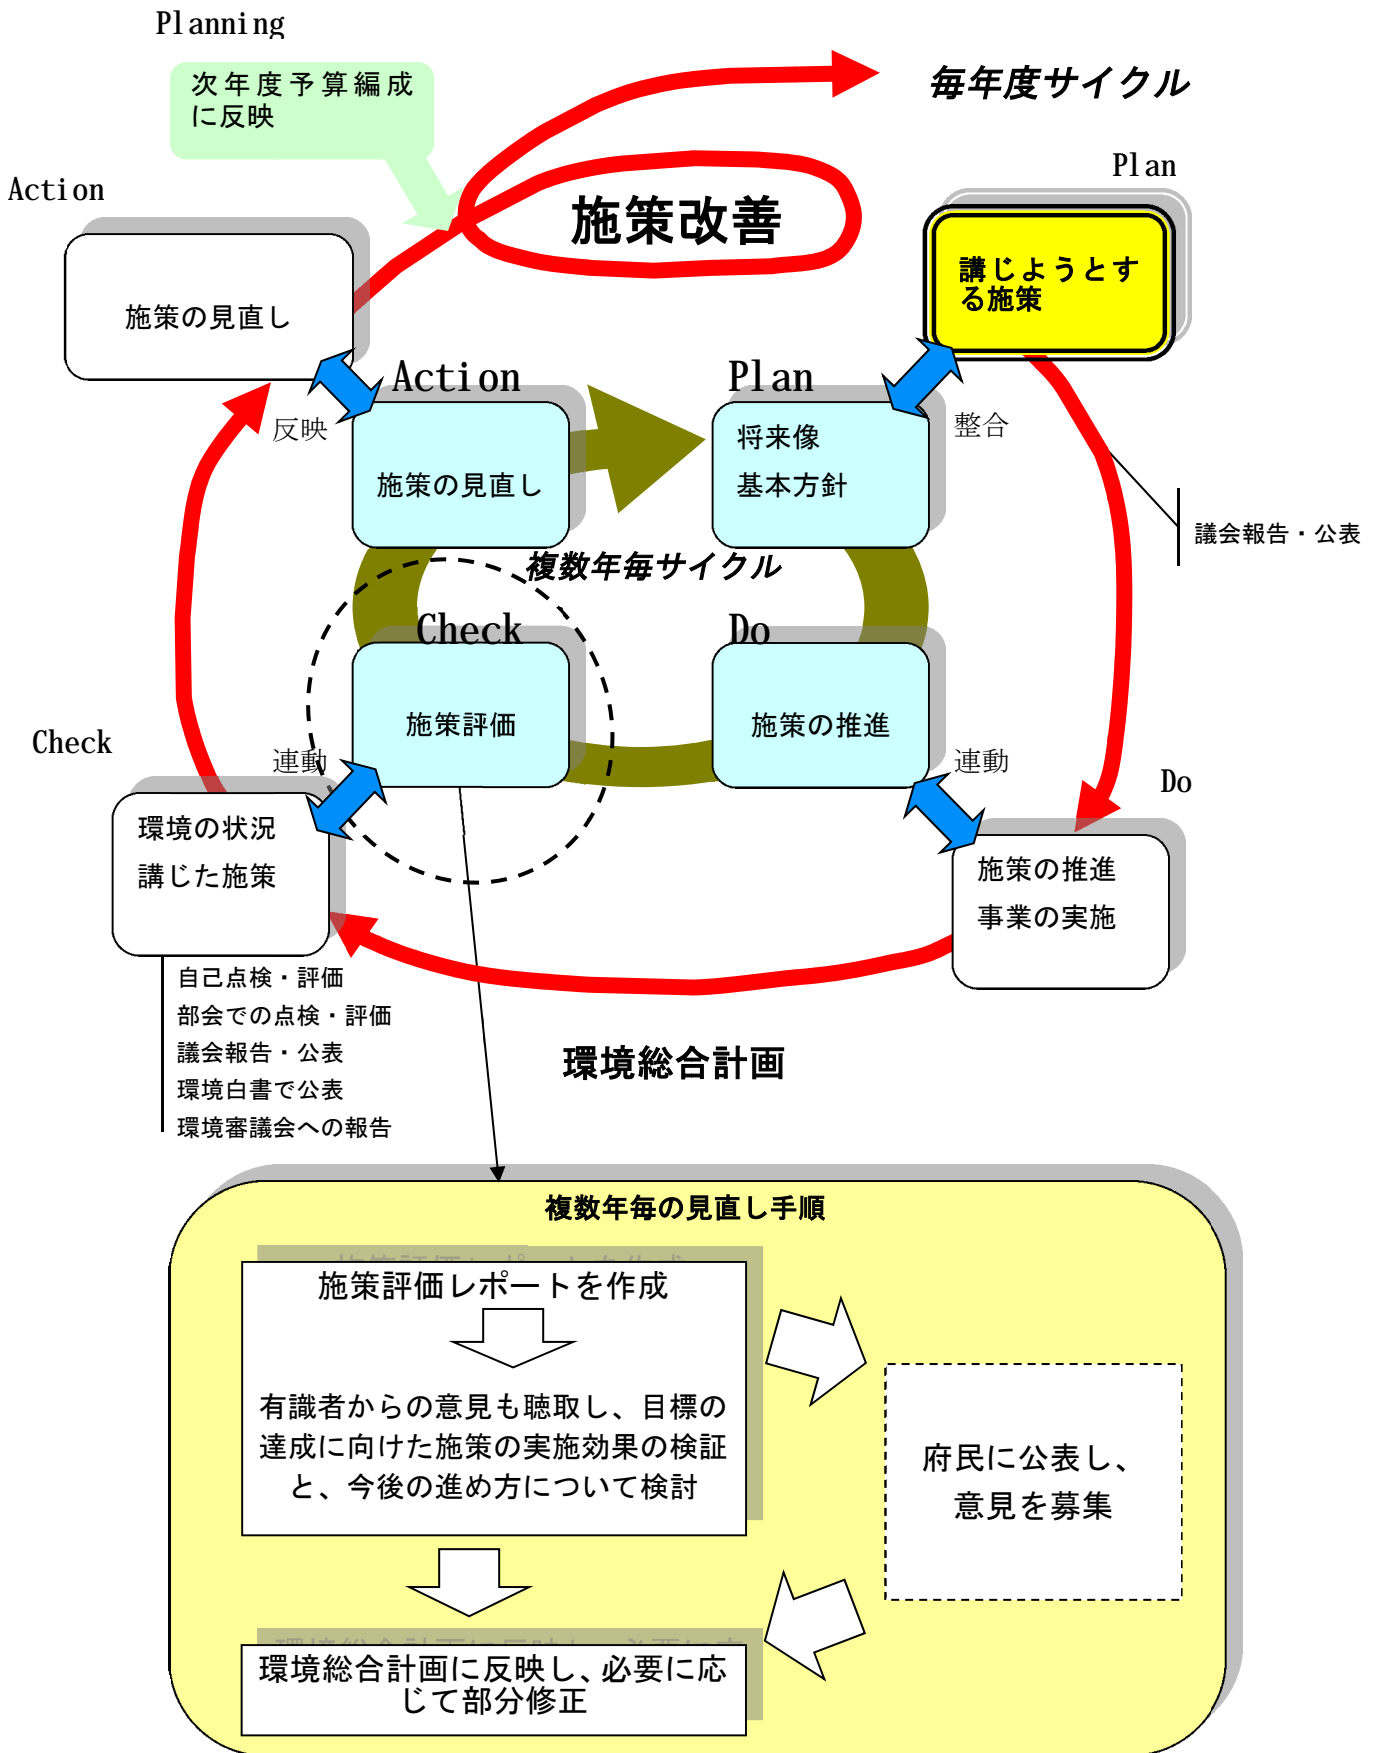 Planning
次年度予算編成
に反映
毎年度サイクル
Plan
Action
施策改善
講じようとす
る施策
施策の見直し
Action
Plan
反映
整合
将来像
基本方針
施策の見直し
議会報告・公表
複数年毎サイクル
Check
Do
施策評価
施策の推進
Check
連動
連動
Do
環境の状況
講じた施策
施策の推進
事業の実施
自己点検・評価
部会での点検・評価
議会報告・公表
環境白書で公表
環境審議会への報告
環境総合計画
複数年毎の見直し手順
施策評価レポートを作成
有識者からの意見も聴取し、目標の
達成に向けた施策の実施効果の検証
と、今後の進め方について検討
府民に公表し、
意見を募集
環境総合計画に反映し、必要に応
じて部分修正